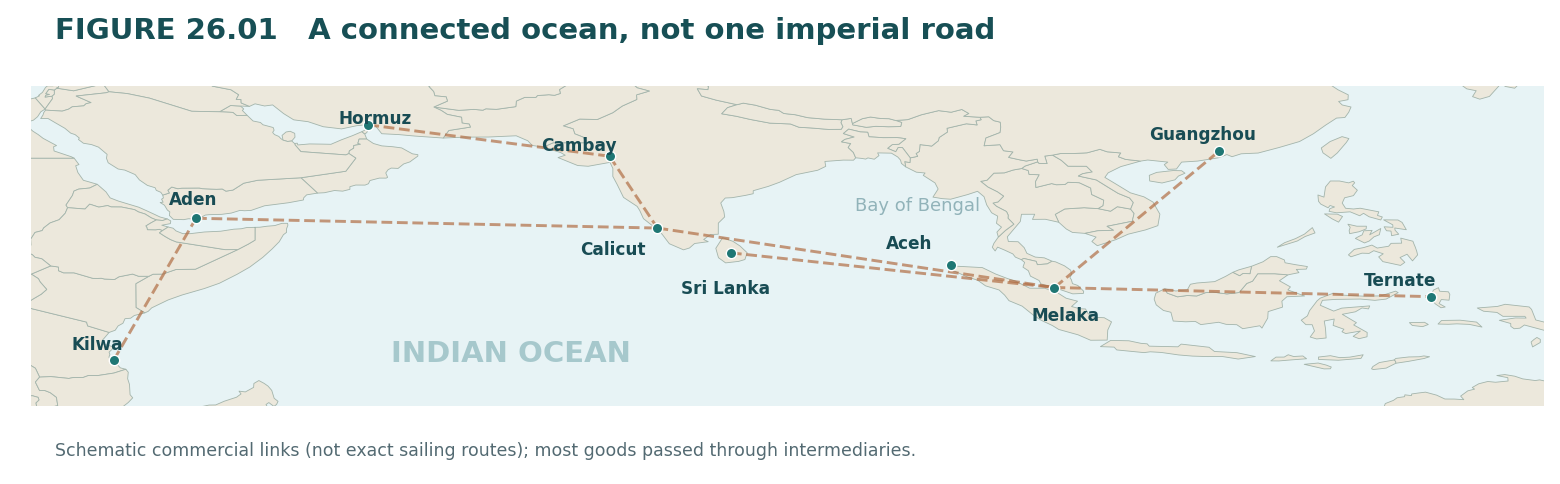 FIGURE 26.01 A connected ocean, not one imperial road
Hormuz
Cambay
Guangzhou
Aden
Bay of Bengal
Calicut
Aceh
Sri Lanka
Ternate
Melaka
Kilwa
INDIAN OCEAN
Schematic commercial links (not exact sailing routes); most goods passed through intermediaries.